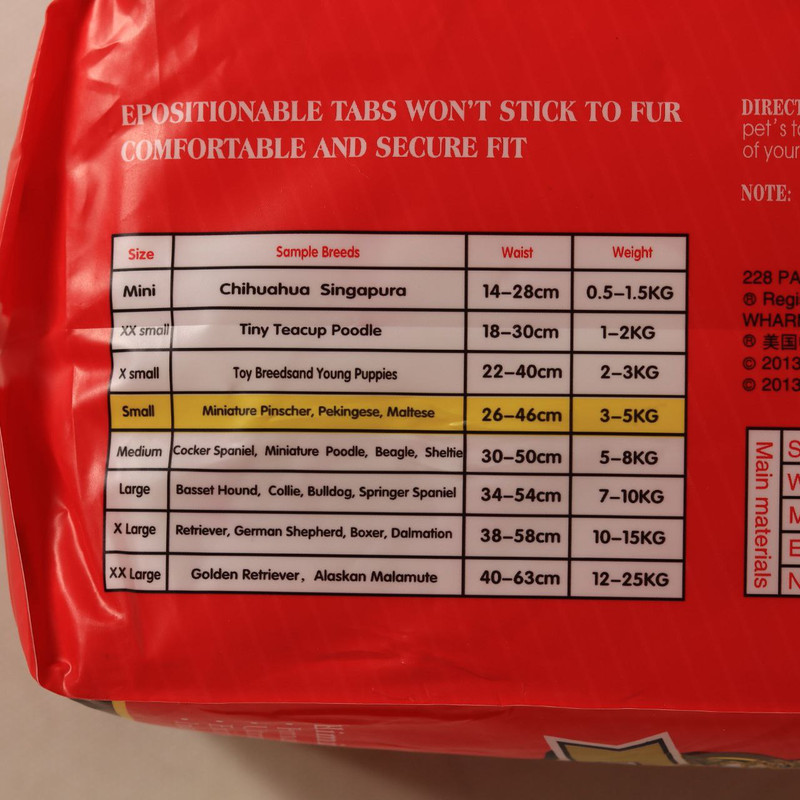 EPOSITIONABLE TABS WON'T STICK TO FUR
COMFORTABLE AND SECURE FIT
Size Sample Breeds Waist Weight
Mini Chihuahua Singapura 14–28cm 0.5–1.5KG
XX small Tiny Teacup Poodle 18–30cm 1–2KG
X small Toy Breedsand Young Puppies 22–40cm 2–3KG
Small Miniature Pinscher, Pekingese, Maltese 26–46cm 3–5KG
Medium Cocker Spaniel, Miniature Poodle, Beagle, Sheltie 30–50cm 5–8KG
Large Basset Hound, Collie, Bulldog, Springer Spaniel 34–54cm 7–10KG
X Large Retriever, German Shepherd, Boxer, Dalmation 38–58cm 10–15KG
XX Large Golden Retriever, Alaskan Malamute 40–63cm 12–25KG
DIRECT
pet's
of your
NOTE:
228 PA
® Regi
WHARF
® 美国
© 2013
© 2013
Main materials